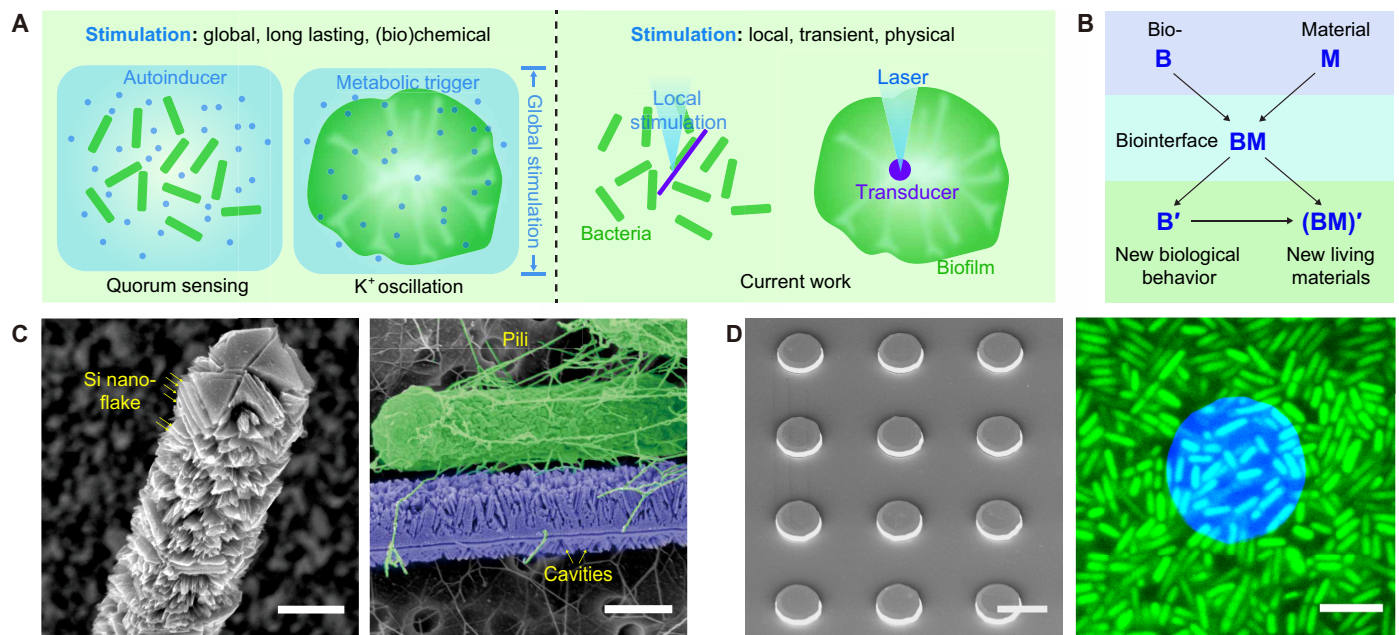 A
Stimulation: global, long lasting, (bio)chemical
Autoinducer
Metabolic trigger
Global stimulation
Quorum sensing
K⁺ oscillation
Stimulation: local, transient, physical
Local
stimulation
Bacteria
Laser
Transducer
Biofilm
Current work
B
Bio-
B
Material
M
Biointerface BM
B′
(BM)′
New biological
behavior
New living
materials
C
Si nano-
flake
Pili
Cavities
D